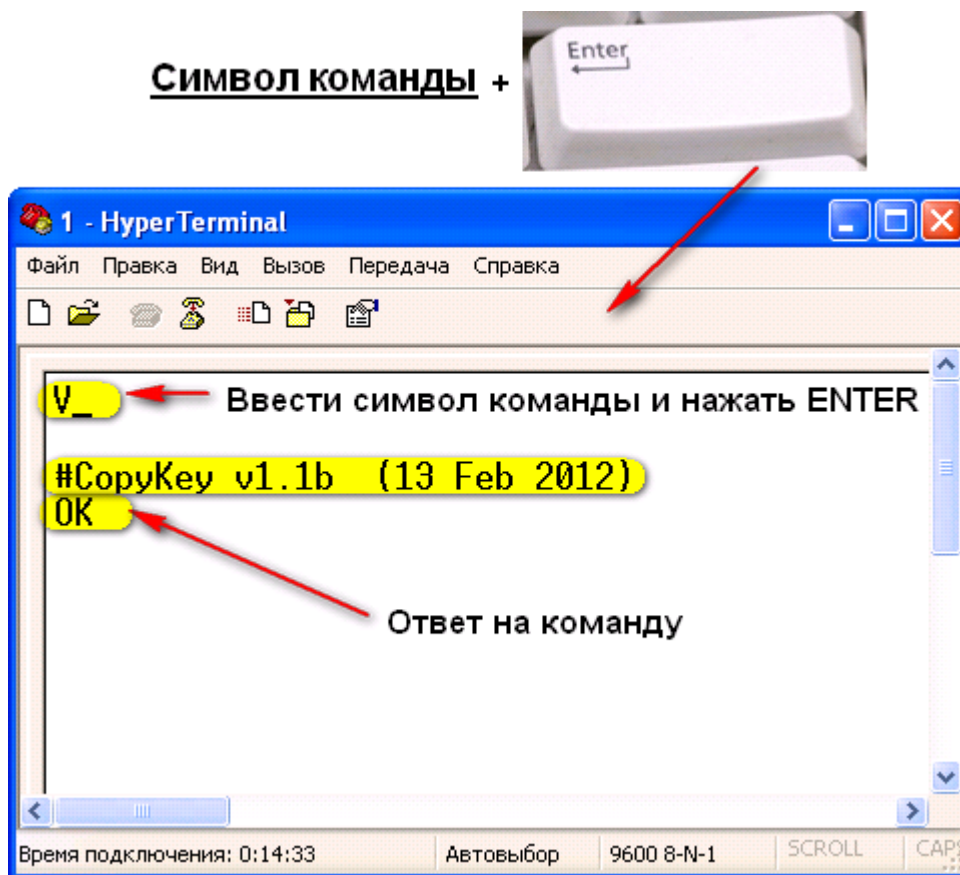 Символ команды +
Enter
1 - HyperTerminal
Файл Правка Вид Вызов Передача Справка
V_
Ввести символ команды и нажать ENTER
#CopyKey v1.1b (13 Feb 2012)
OK
Ответ на команду
Время подключения: 0:14:33 Автовыбор 9600 8-N-1 SCROLL CAPS